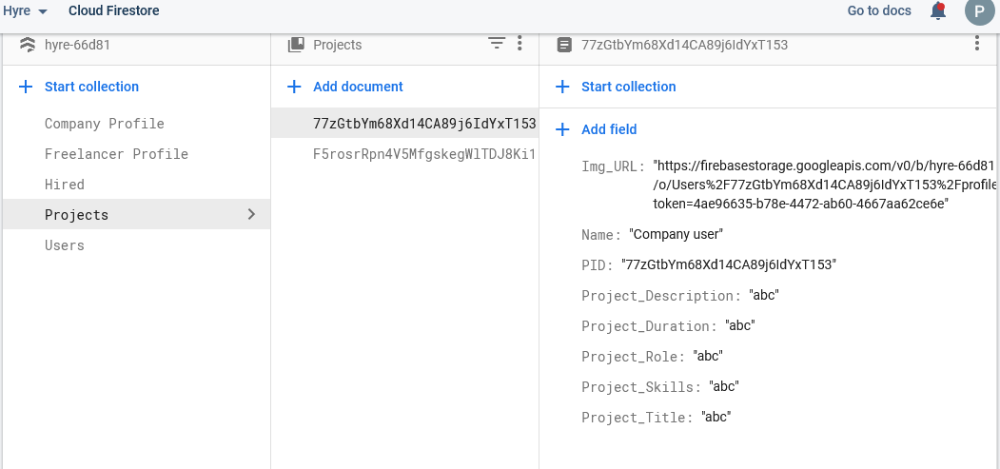 Hyre Cloud Firestore Go to docs P
hyre-66d81
Start collection
Company Profile
Freelancer Profile
Hired
Projects
Users
Projects
Add document
77zGtbYm68Xd14CA89j6IdYxT153
F5rosrRpn4V5MfgskegWlTDJ8Ki1
77zGtbYm68Xd14CA89j6IdYxT153
Start collection
Add field
Img_URL: "https://firebasestorage.googleapis.com/v0/b/hyre-66d81
/o/Users%2F77zGtbYm68Xd14CA89j6IdYxT153%2Fprofile
token=4ae96635-b78e-4472-ab60-4667aa62ce6e"
Name: "Company user"
PID: "77zGtbYm68Xd14CA89j6IdYxT153"
Project_Description: "abc"
Project_Duration: "abc"
Project_Role: "abc"
Project_Skills: "abc"
Project_Title: "abc"